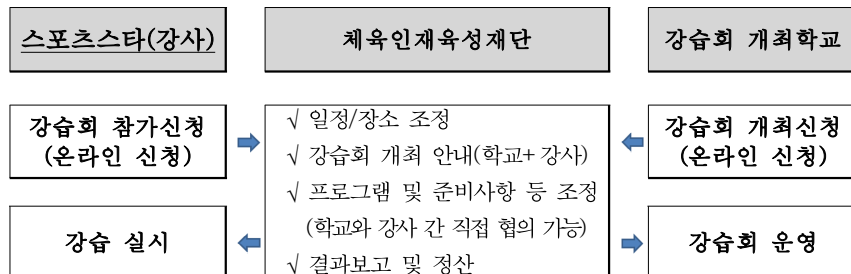 스포츠스타(강사)
체육인재육성재단
강습회 개최학교
강습회 참가신청
(온라인 신청)
√ 일정/장소 조정
√ 강습회 개최 안내(학교+ 강사)
√ 프로그램 및 준비사항 등 조정
(학교와 강사 간 직접 협의 가능)
√ 결과보고 및 정산
강습회 개최신청
(온라인 신청)
강습 실시
강습회 운영